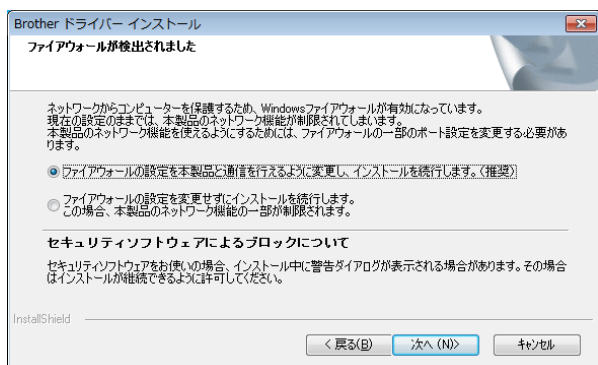 Brother ドライバー インストール
ファイアウォールが検出されました
ネットワークからコンピューターを保護するため、Windowsファイアウォールが有効になっています。
現在の設定のままでは、本製品のネットワーク機能が制限されてしまいます。
本製品のネットワーク機能を使えるようにするためには、ファイアウォールの一部のポート設定を変更する必要があ
ります。
ファイアウォールの設定を本製品と通信を行えるように変更し、インストールを続行します。(推奨)
ファイアウォールの設定を変更せずにインストールを続行します。
この場合、本製品のネットワーク機能の一部が制限されます。
セキュリティソフトウェアによるブロックについて
セキュリティソフトウェアをお使いの場合、インストール中に警告ダイアログが表示される場合があります。その場合
はインストールが継続できるように許可してください。
InstallShield
< 戻る(B)
次へ (N)>
キャンセル